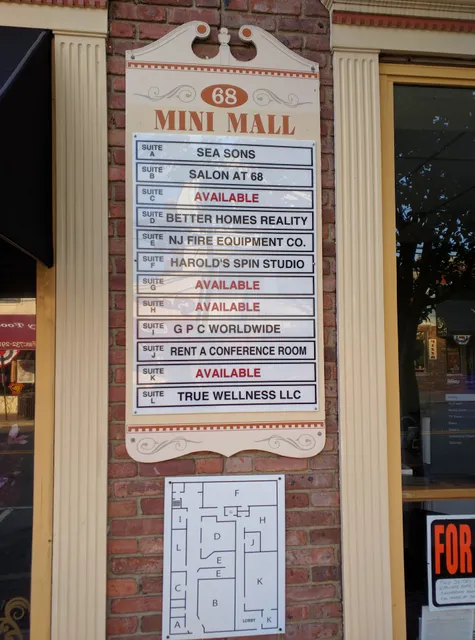 68
MINI MALL
SUITE A SEA SONS
SUITE B SALON AT 68
SUITE C AVAILABLE
SUITE D BETTER HOMES REALITY
SUITE E NJ FIRE EQUIPMENT CO.
SUITE F HAROLD'S SPIN STUDIO
SUITE G AVAILABLE
SUITE H AVAILABLE
SUITE I G P C WORLDWIDE
SUITE J RENT A CONFERENCE ROOM
SUITE K AVAILABLE
SUITE L TRUE WELLNESS LLC
F
I
H
D
J
L
E
E
K
C
B
A
LOBBY
K
FOR